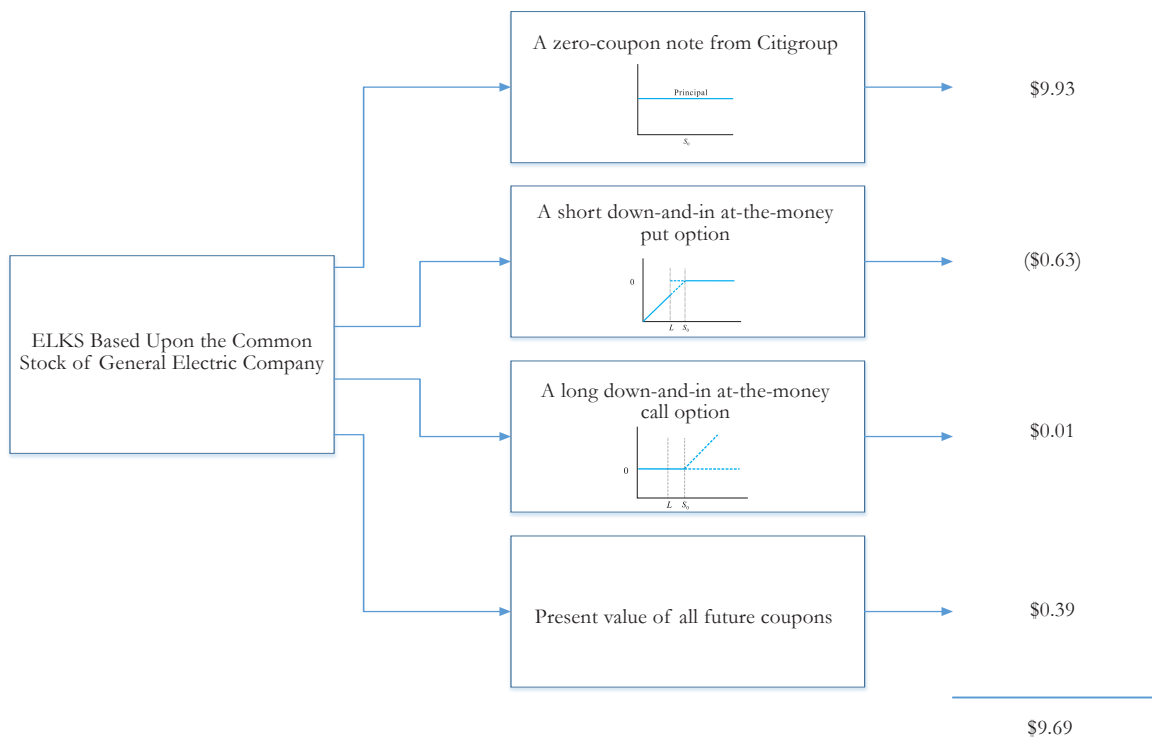 A zero-coupon note from Citigroup
Principal
S₀
$9.93
A short down-and-in at-the-money
put option
0
L
S₀
($0.63)
ELKS Based Upon the Common
Stock of General Electric Company
A long down-and-in at-the-money
call option
0
L
S₀
$0.01
Present value of all future coupons
$0.39
$9.69